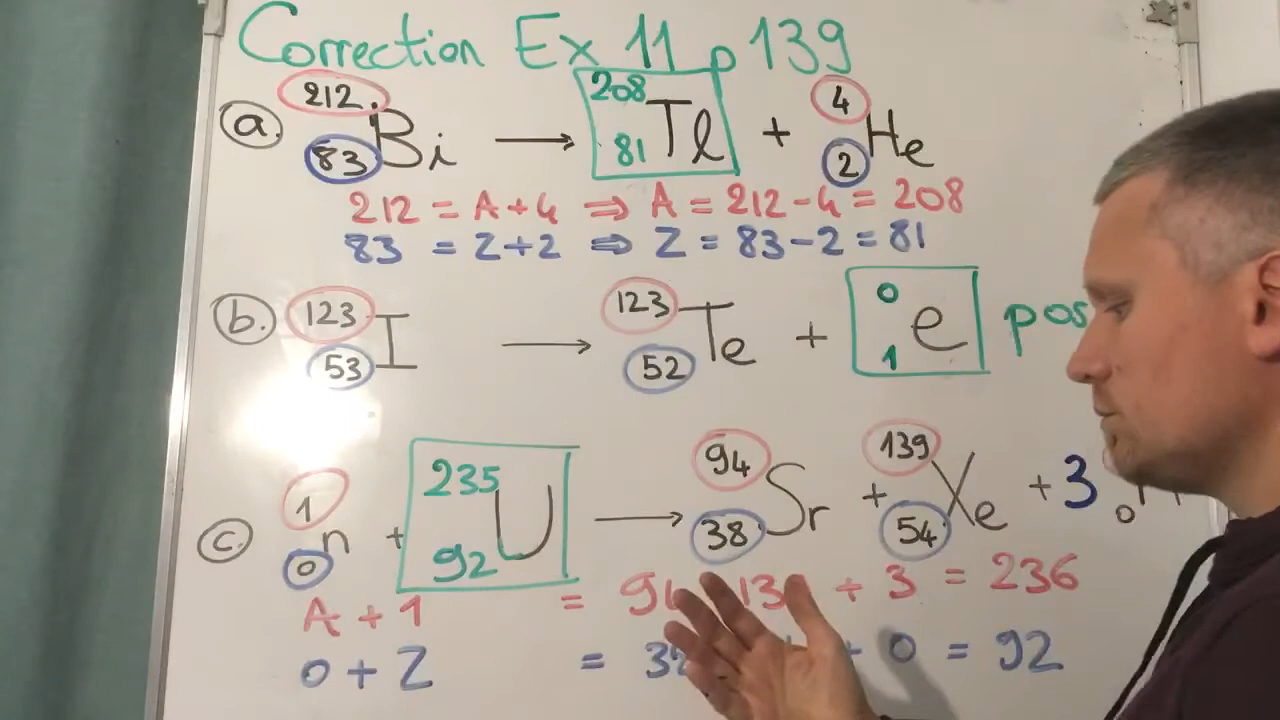 Correction Ex 11 p 139
a. 212 83 Bi → 208 81 Tl + 4 2 He
212 = A + 4 ⇒ A = 212 - 4 = 208
83 = Z + 2 ⇒ Z = 83 - 2 = 81
b. 123 53 I → 123 52 Te + 0 1 e pos
c. 1 0 n + 235 92 U → 94 38 Sr + 139 54 Xe + 3 0
A + 1 = 94 + 3 = 236
0 + Z = + 0 = 92